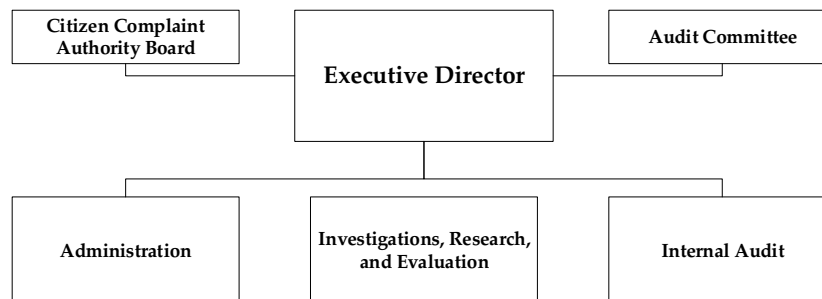 Citizen Complaint
Authority Board
Executive Director
Audit Committee
Administration
Investigations, Research,
and Evaluation
Internal Audit